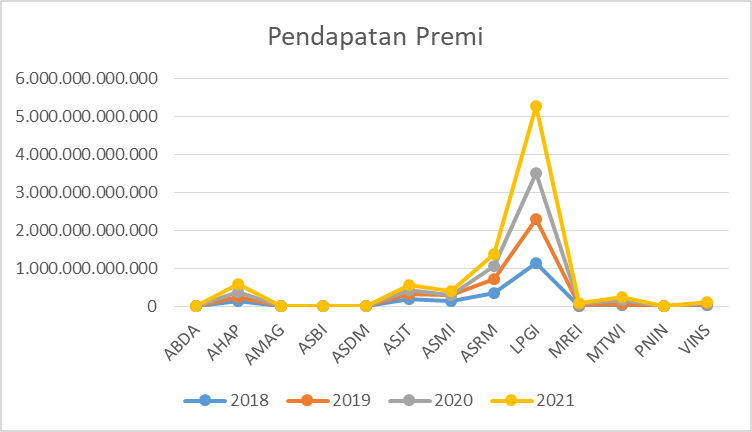 Pendapatan Premi
6.000.000.000.000
5.000.000.000.000
4.000.000.000.000
3.000.000.000.000
2.000.000.000.000
1.000.000.000.000
0
ABDA AHAP AMAG ASBI ASDM ASJT ASMI ASRM LPGI MREI MTWI PNIN VINS
2018 2019 2020 2021